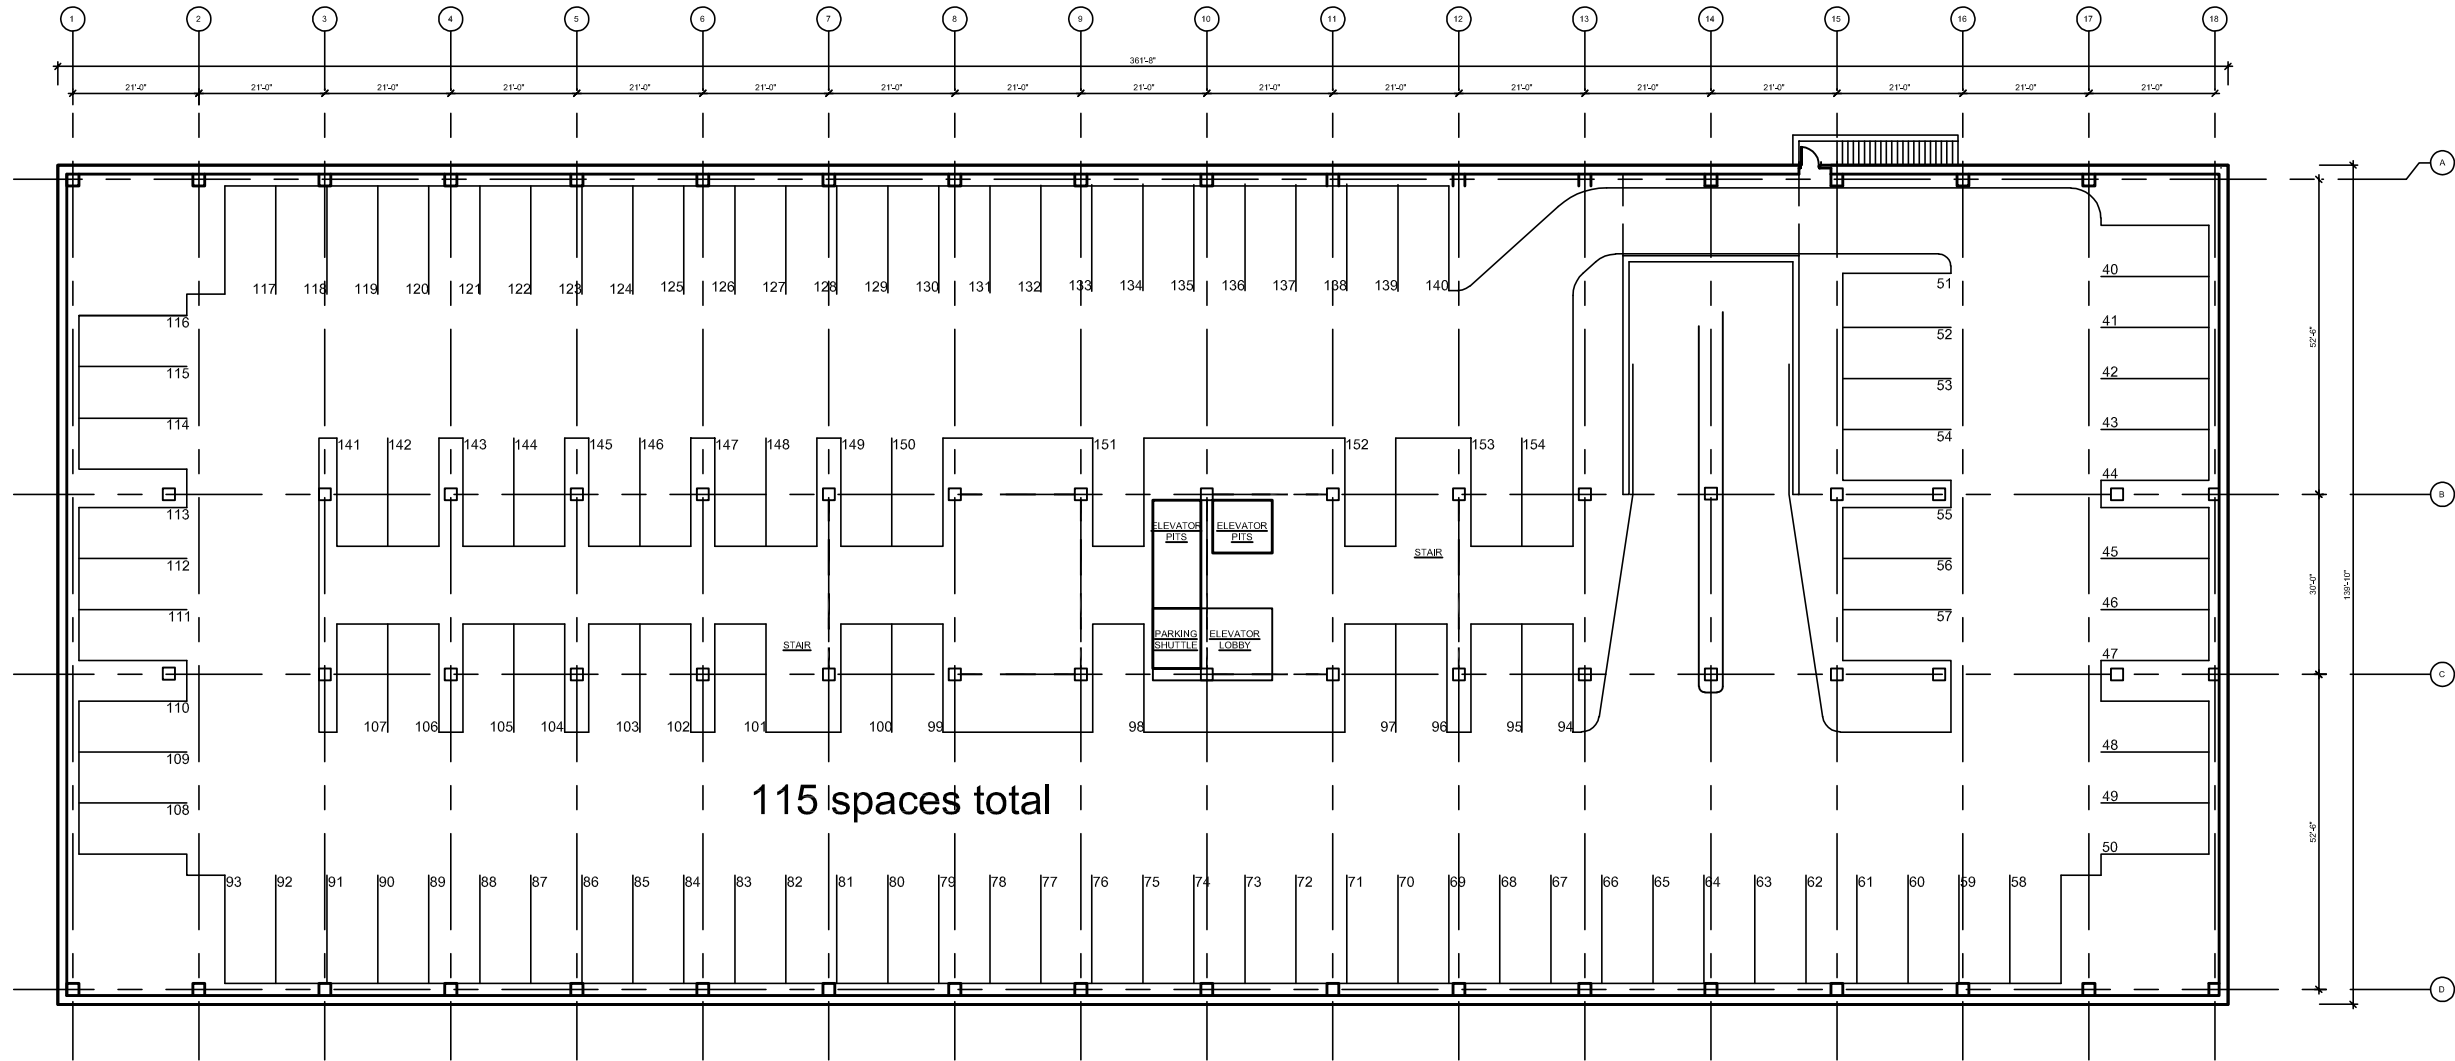 1 2 3 4 5 6 7 8 9 10 11 12 13 14 15 16 17 18
361'-8"
21'-0" 21'-0" 21'-0" 21'-0" 21'-0" 21'-0" 21'-0" 21'-0" 21'-0" 21'-0" 21'-0" 21'-0" 21'-0" 21'-0" 21'-0" 21'-0" 21'-0"
A
117 118 119 120 121 122 123 124 125 126 127 128 129 130 131 132 133 134 135 136 137 138 139 140
51
40
116
52
41
52'-6"
115
53
42
114
54
43
141 142 143 144 145 146 147 148 149 150 151 152 153 154
44
B
113
55
ELEVATOR
PITS
ELEVATOR
PITS
STAIR
45
112
56
30'-0"
139'-10"
46
111
57
STAIR
PARKING
SHUTTLE
ELEVATOR
LOBBY
47
C
110
107 106 105 104 103 102 101 100 99 98 97 96 95 94
48
109
49
108
115 spaces total
52'-6"
50
93 92 91 90 89 88 87 86 85 84 83 82 81 80 79 78 77 76 75 74 73 72 71 70 69 68 67 66 65 64 63 62 61 60 59 58
D